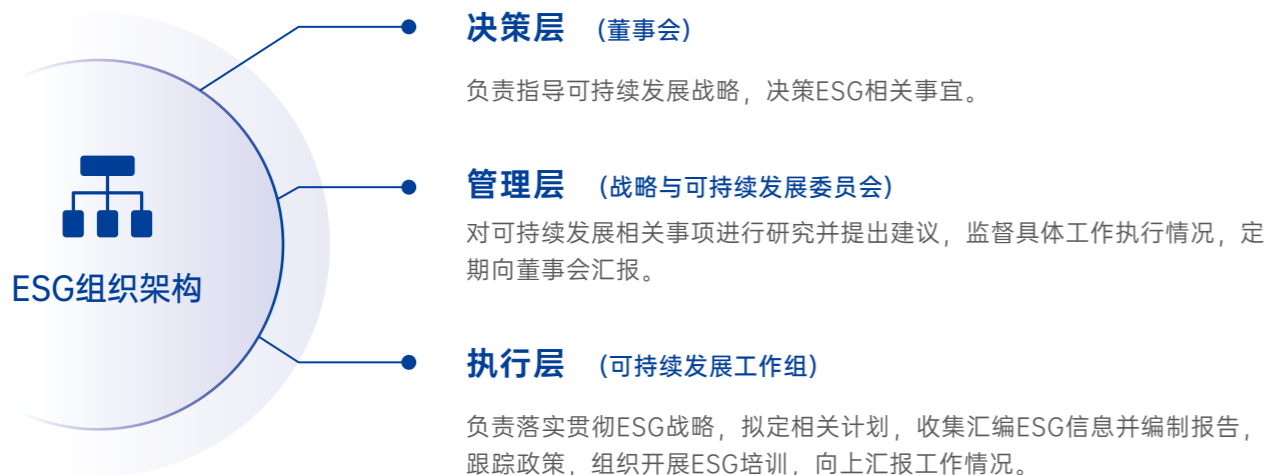 决策层 （董事会）
负责指导可持续发展战略，决策ESG相关事宜。
管理层 （战略与可持续发展委员会）
对可持续发展相关事项进行研究并提出建议，监督具体工作执行情况，定
期向董事会汇报。
ESG组织架构
执行层 （可持续发展工作组）
负责落实贯彻ESG战略，拟定相关计划，收集汇编ESG信息并编制报告，
跟踪政策，组织开展ESG培训，向上汇报工作情况。